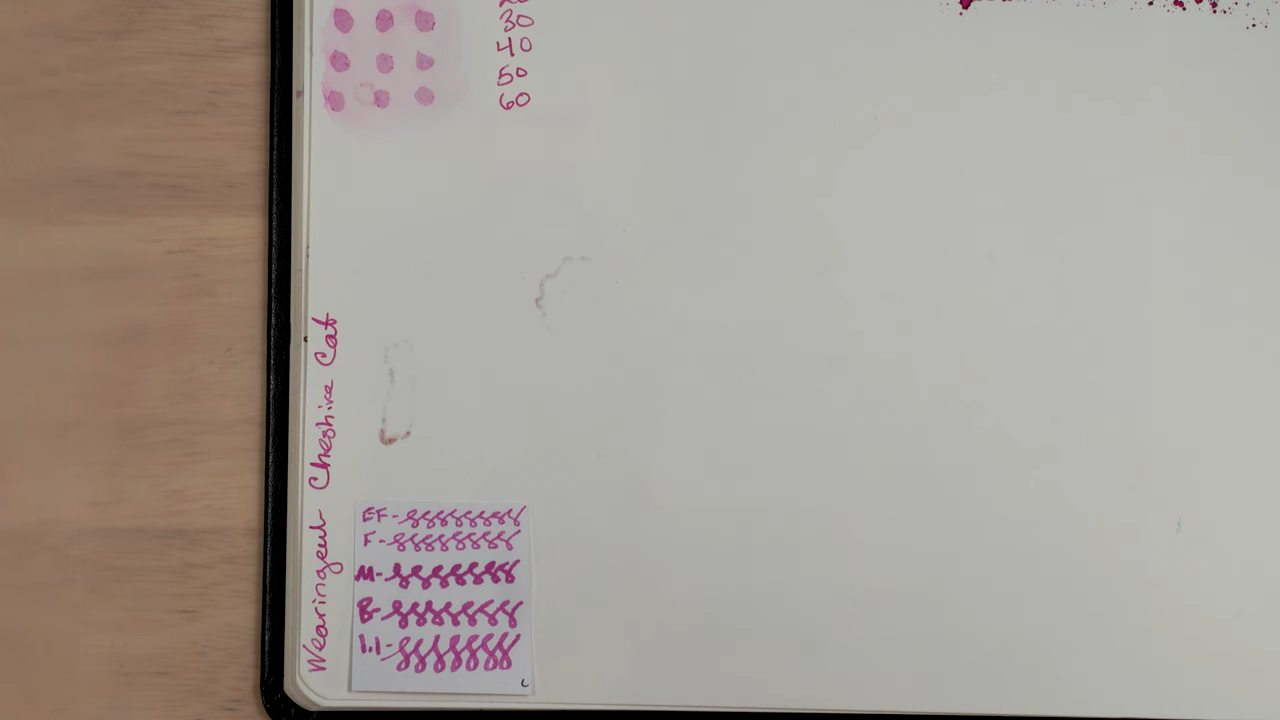 30
40
50
60
Wearingeul Cheshire Cat
EF-
F-
M-
B-
1.1-
L